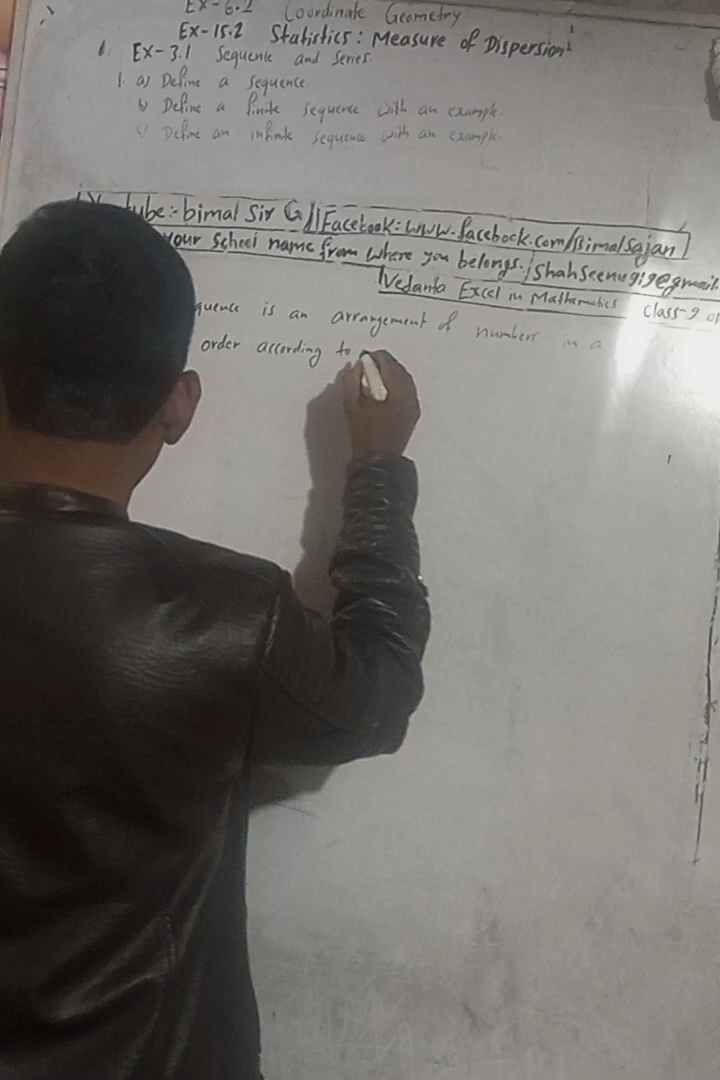 Ex-6.2 Coordinate Geometry
Ex-15.2 Statistics: Measure of Dispersion
Ex-3.1 Sequence and Series.
1. a) Define a sequence.
b) Define a finite sequence with an example.
c) Define an infinite sequence with an example.
tube:- bimal Sir G || Facebook: www.facebook.com/Bimalsajan
your School name from where you belongs.
Vedanta Excel in Mathematics Class-9 or
quence is an arrangement of numbers in a
order according to